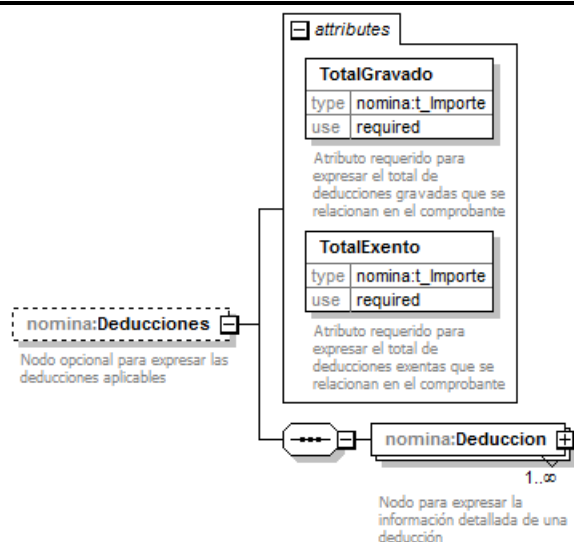 attributes
TotalGravado
type nomina:t_Importe
use required
Atributo requerido para
expresar el total de
deducciones gravadas que se
relacionan en el comprobante
TotalExento
type nomina:t_Importe
use required
Atributo requerido para
expresar el total de
deducciones exentas que se
relacionan en el comprobante
nomina:Deducciones
Nodo opcional para expresar las
deducciones aplicables
nomina:Deduccion
1..∞
Nodo para expresar la
información detallada de una
deducción